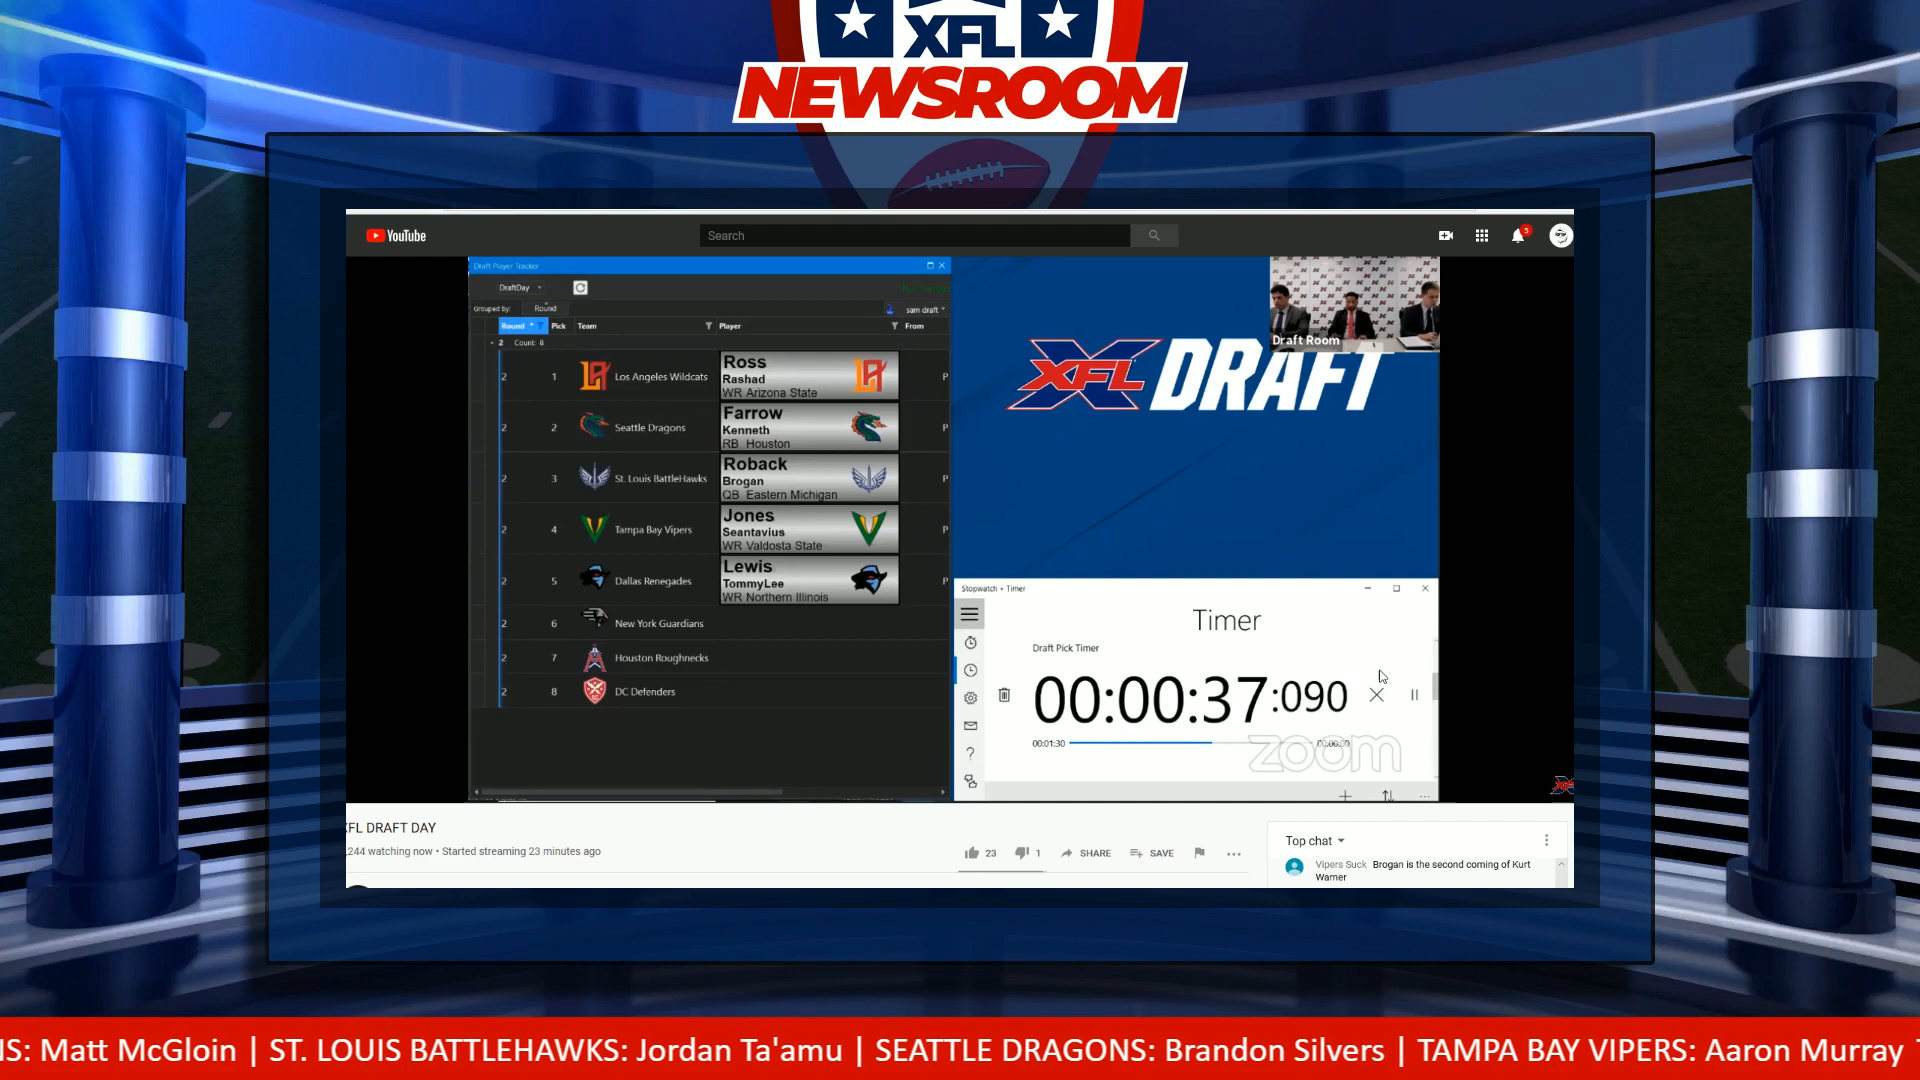 XFL
NEWSROOM
YouTube
Search
5
Draft Player Tracker
DraftDay
Grouped by: Round
sam draft
Round Pick Team Player From
2 Count: 8
2 1 Los Angeles Wildcats Ross Rashad WR Arizona State P
2 2 Seattle Dragons Farrow Kenneth RB Houston P
2 3 St. Louis BattleHawks Roback Brogan QB Eastern Michigan P
2 4 Tampa Bay Vipers Jones Seantavius WR Valdosta State P
2 5 Dallas Renegades Lewis TommyLee WR Northern Illinois P
2 6 New York Guardians
2 7 Houston Roughnecks
2 8 DC Defenders
Draft Room
XFL DRAFT
Stopwatch + Timer
Timer
Draft Pick Timer
00:00:37:090
00:01:30 00:00:00
zoom
XFL DRAFT DAY
,244 watching now • Started streaming 23 minutes ago
23 1 SHARE SAVE
Top chat
Vipers Suck Brogan is the second coming of Kurt
Warner
NS: Matt McGloin | ST. LOUIS BATTLEHAWKS: Jordan Ta'amu | SEATTLE DRAGONS: Brandon Silvers | TAMPA BAY VIPERS: Aaron Murray